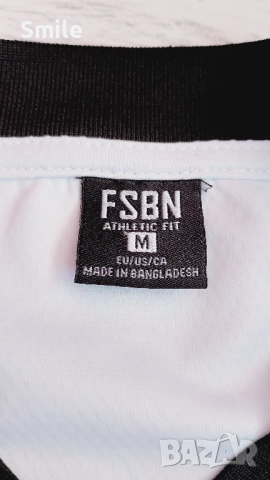 Smile
FSBN
ATHLETIC FIT
M
EU/US/CA
MADE IN BANGLADESH
BAZAR